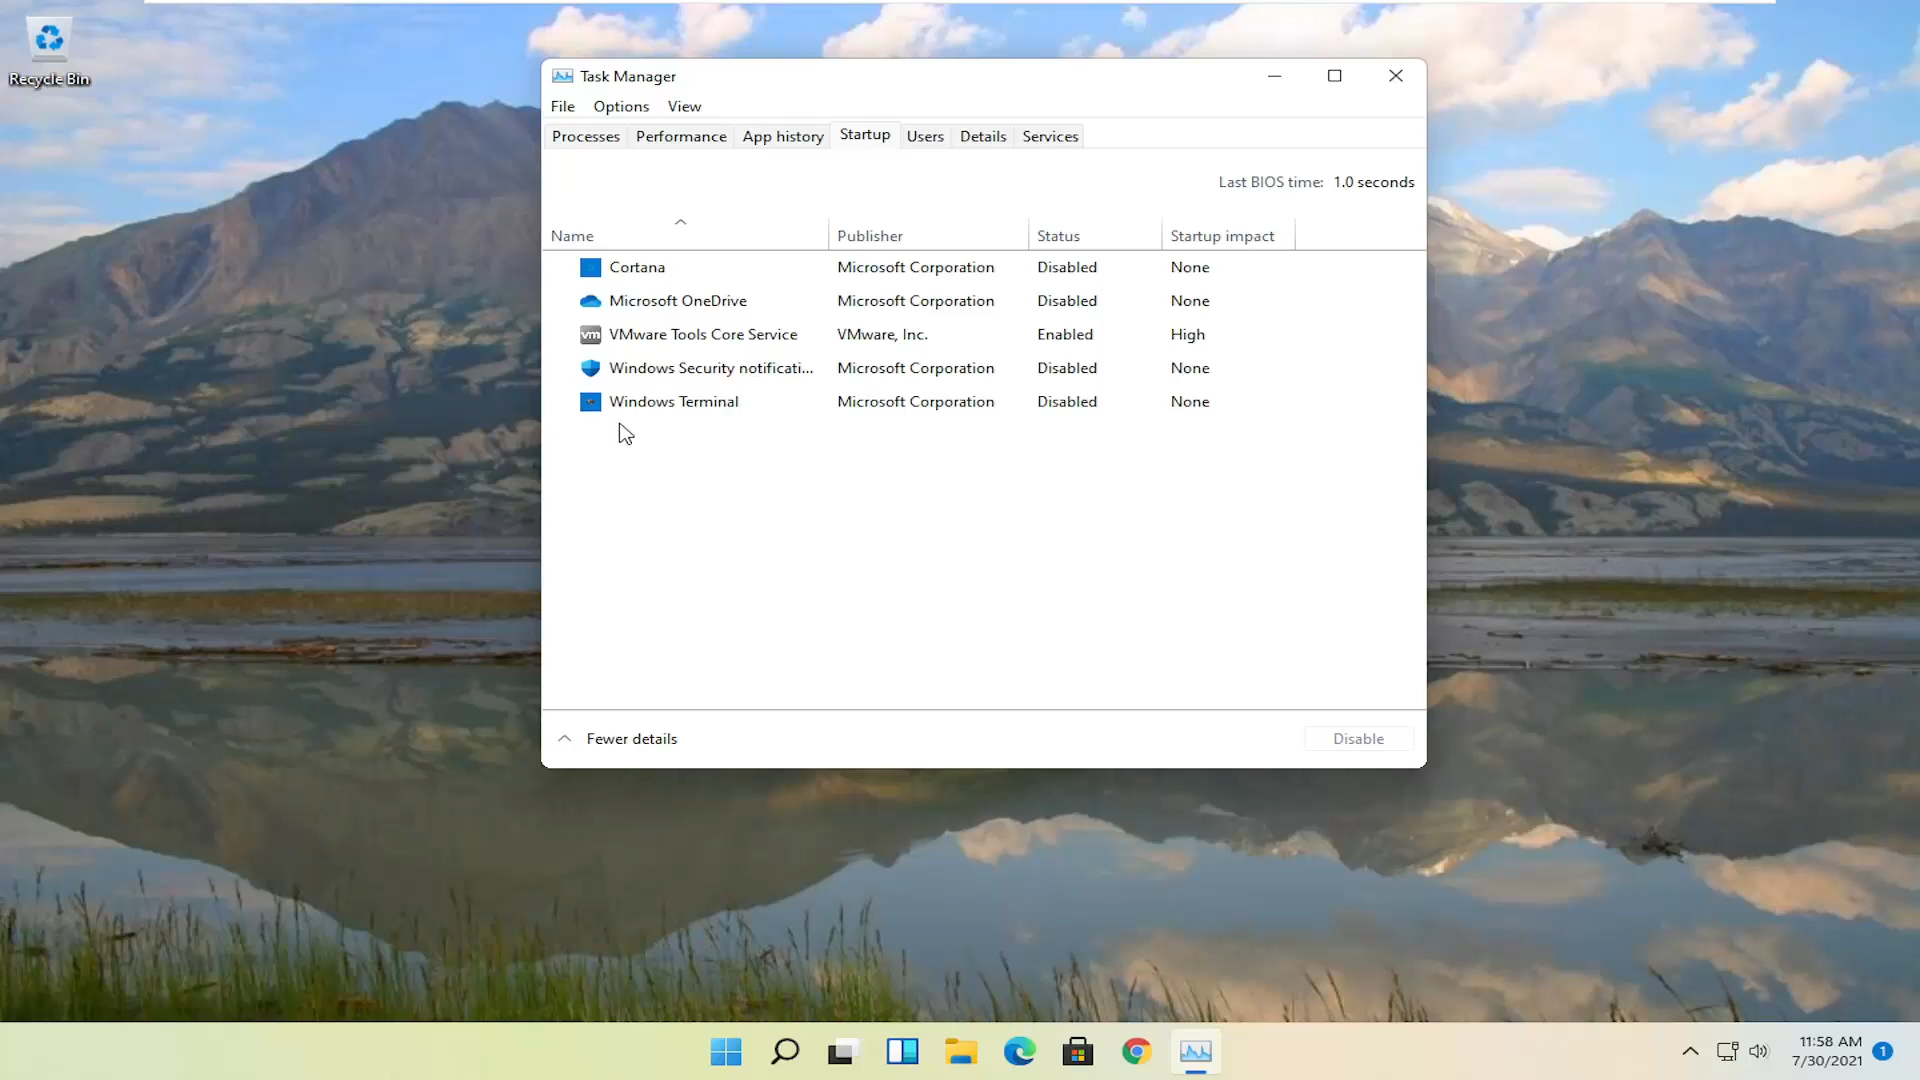 Recycle Bin
Task Manager
File Options View
Processes Performance App history Startup Users Details Services
Last BIOS time: 1.0 seconds
Name Publisher Status Startup impact
Cortana Microsoft Corporation Disabled None
Microsoft OneDrive Microsoft Corporation Disabled None
vm VMware Tools Core Service VMware, Inc. Enabled High
Windows Security notificati... Microsoft Corporation Disabled None
Windows Terminal Microsoft Corporation Disabled None
Fewer details Disable
11:58 AM
7/30/2021 1